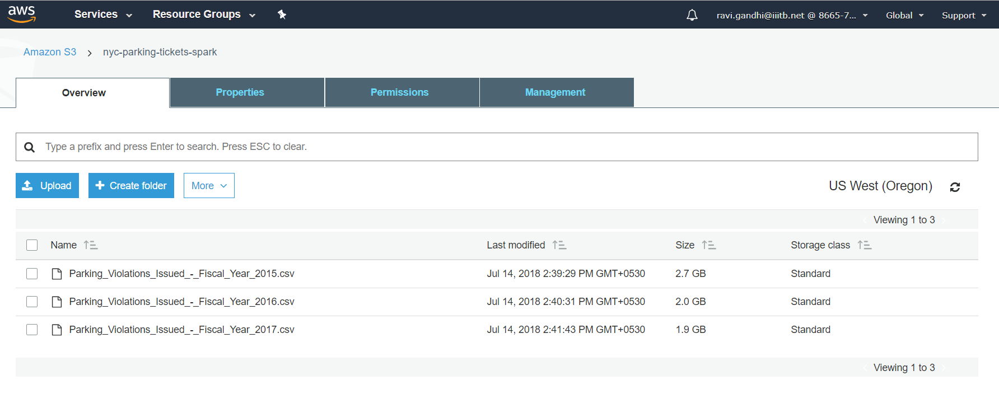 aws Services Resource Groups ravi.gandhi@iiitb.net @ 8665-7... Global Support
Amazon S3 > nyc-parking-tickets-spark
Overview Properties Permissions Management
Type a prefix and press Enter to search. Press ESC to clear.
Upload + Create folder More US West (Oregon)
Viewing 1 to 3
Name Last modified Size Storage class
Parking_Violations_Issued_-_Fiscal_Year_2015.csv Jul 14, 2018 2:39:29 PM GMT+0530 2.7 GB Standard
Parking_Violations_Issued_-_Fiscal_Year_2016.csv Jul 14, 2018 2:40:31 PM GMT+0530 2.0 GB Standard
Parking_Violations_Issued_-_Fiscal_Year_2017.csv Jul 14, 2018 2:41:43 PM GMT+0530 1.9 GB Standard
Viewing 1 to 3